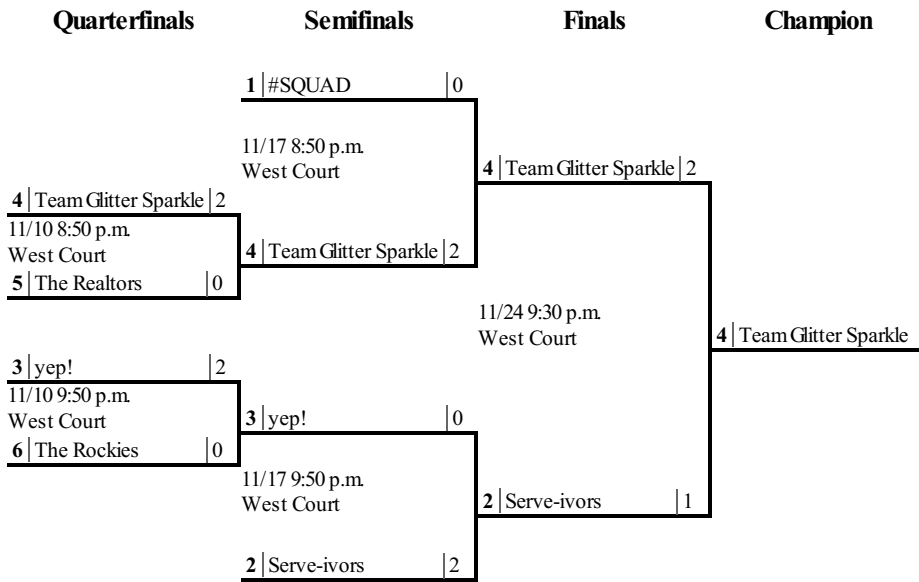 Quarterfinals Semifinals Finals Champion
1 #SQUAD 0
11/17 8:50 p.m.
West Court
4 Team Glitter Sparkle 2
4 Team Glitter Sparkle 2
11/10 8:50 p.m.
West Court
4 Team Glitter Sparkle 2
5 The Realtors 0
11/24 9:30 p.m.
West Court
4 Team Glitter Sparkle
3 yep! 2
11/10 9:50 p.m.
West Court
3 yep! 0
6 The Rockies 0
11/17 9:50 p.m.
West Court
2 Serve-ivors 1
2 Serve-ivors 2